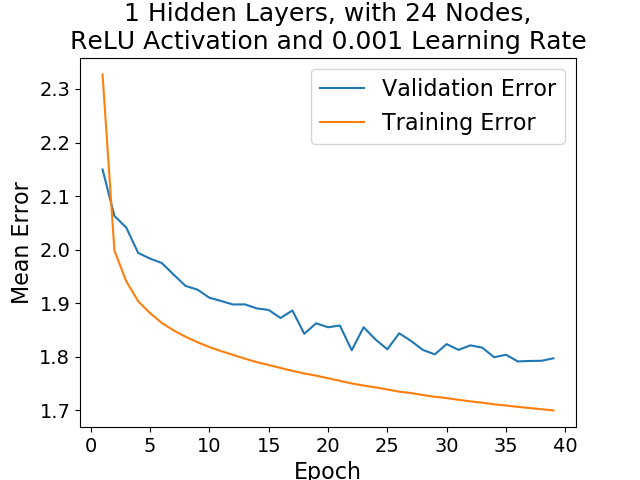 1 Hidden Layers, with 24 Nodes,
ReLU Activation and 0.001 Learning Rate
Validation Error
Training Error
Mean Error
2.3
2.2
2.1
2.0
1.9
1.8
1.7
0 5 10 15 20 25 30 35 40
Epoch